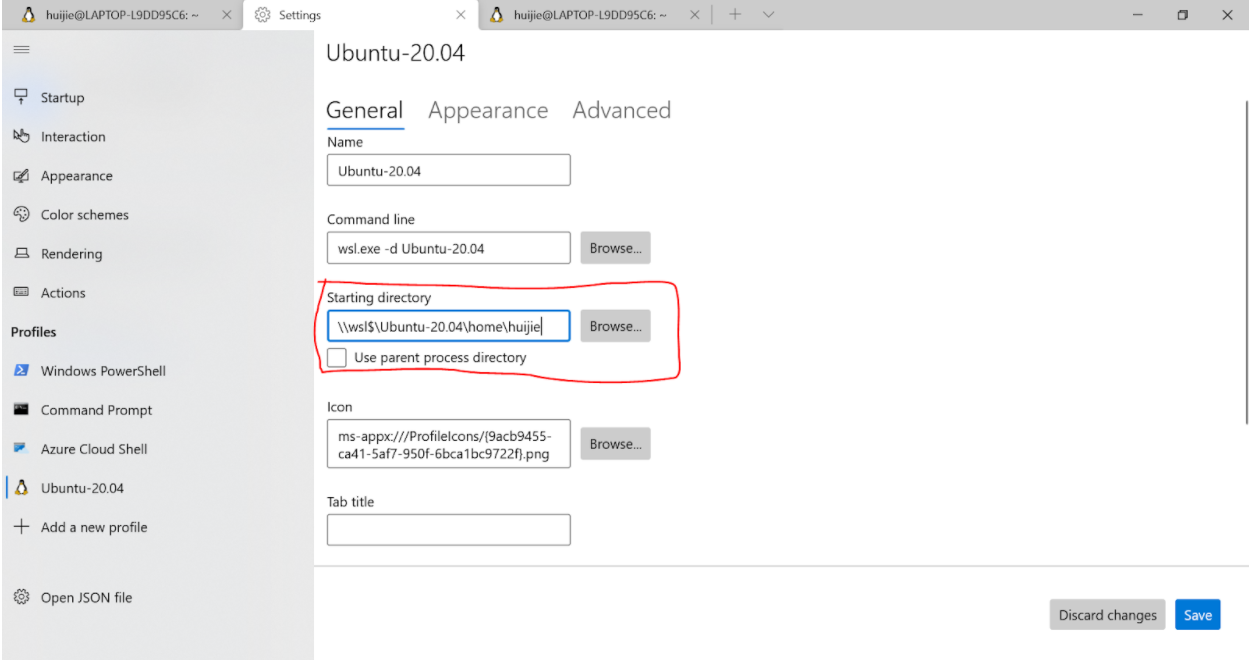 huijie@LAPTOP-L9DD95C6: ~
Settings
huijie@LAPTOP-L9DD95C6: ~
Startup
Interaction
Appearance
Color schemes
Rendering
Actions
Profiles
Windows PowerShell
Command Prompt
Azure Cloud Shell
Ubuntu-20.04
Add a new profile
Open JSON file
Ubuntu-20.04
General Appearance Advanced
Name
Ubuntu-20.04
Command line
wsl.exe -d Ubuntu-20.04
Browse...
Starting directory
\\wsl$\Ubuntu-20.04\home\huijie
Browse...
Use parent process directory
Icon
ms-appx:///ProfileIcons/{9acb9455-
ca41-5af7-950f-6bca1bc9722f}.png
Browse...
Tab title
Discard changes
Save